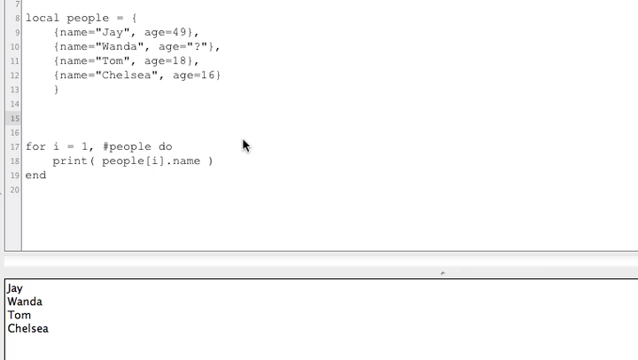 7
8 local people = {
9 {name="Jay", age=49},
10 {name="Wanda", age="?"},
11 {name="Tom", age=18},
12 {name="Chelsea", age=16}
13 }
14
15
16
17 for i = 1, #people do
18 print( people[i].name )
19 end
20
Jay
Wanda
Tom
Chelsea